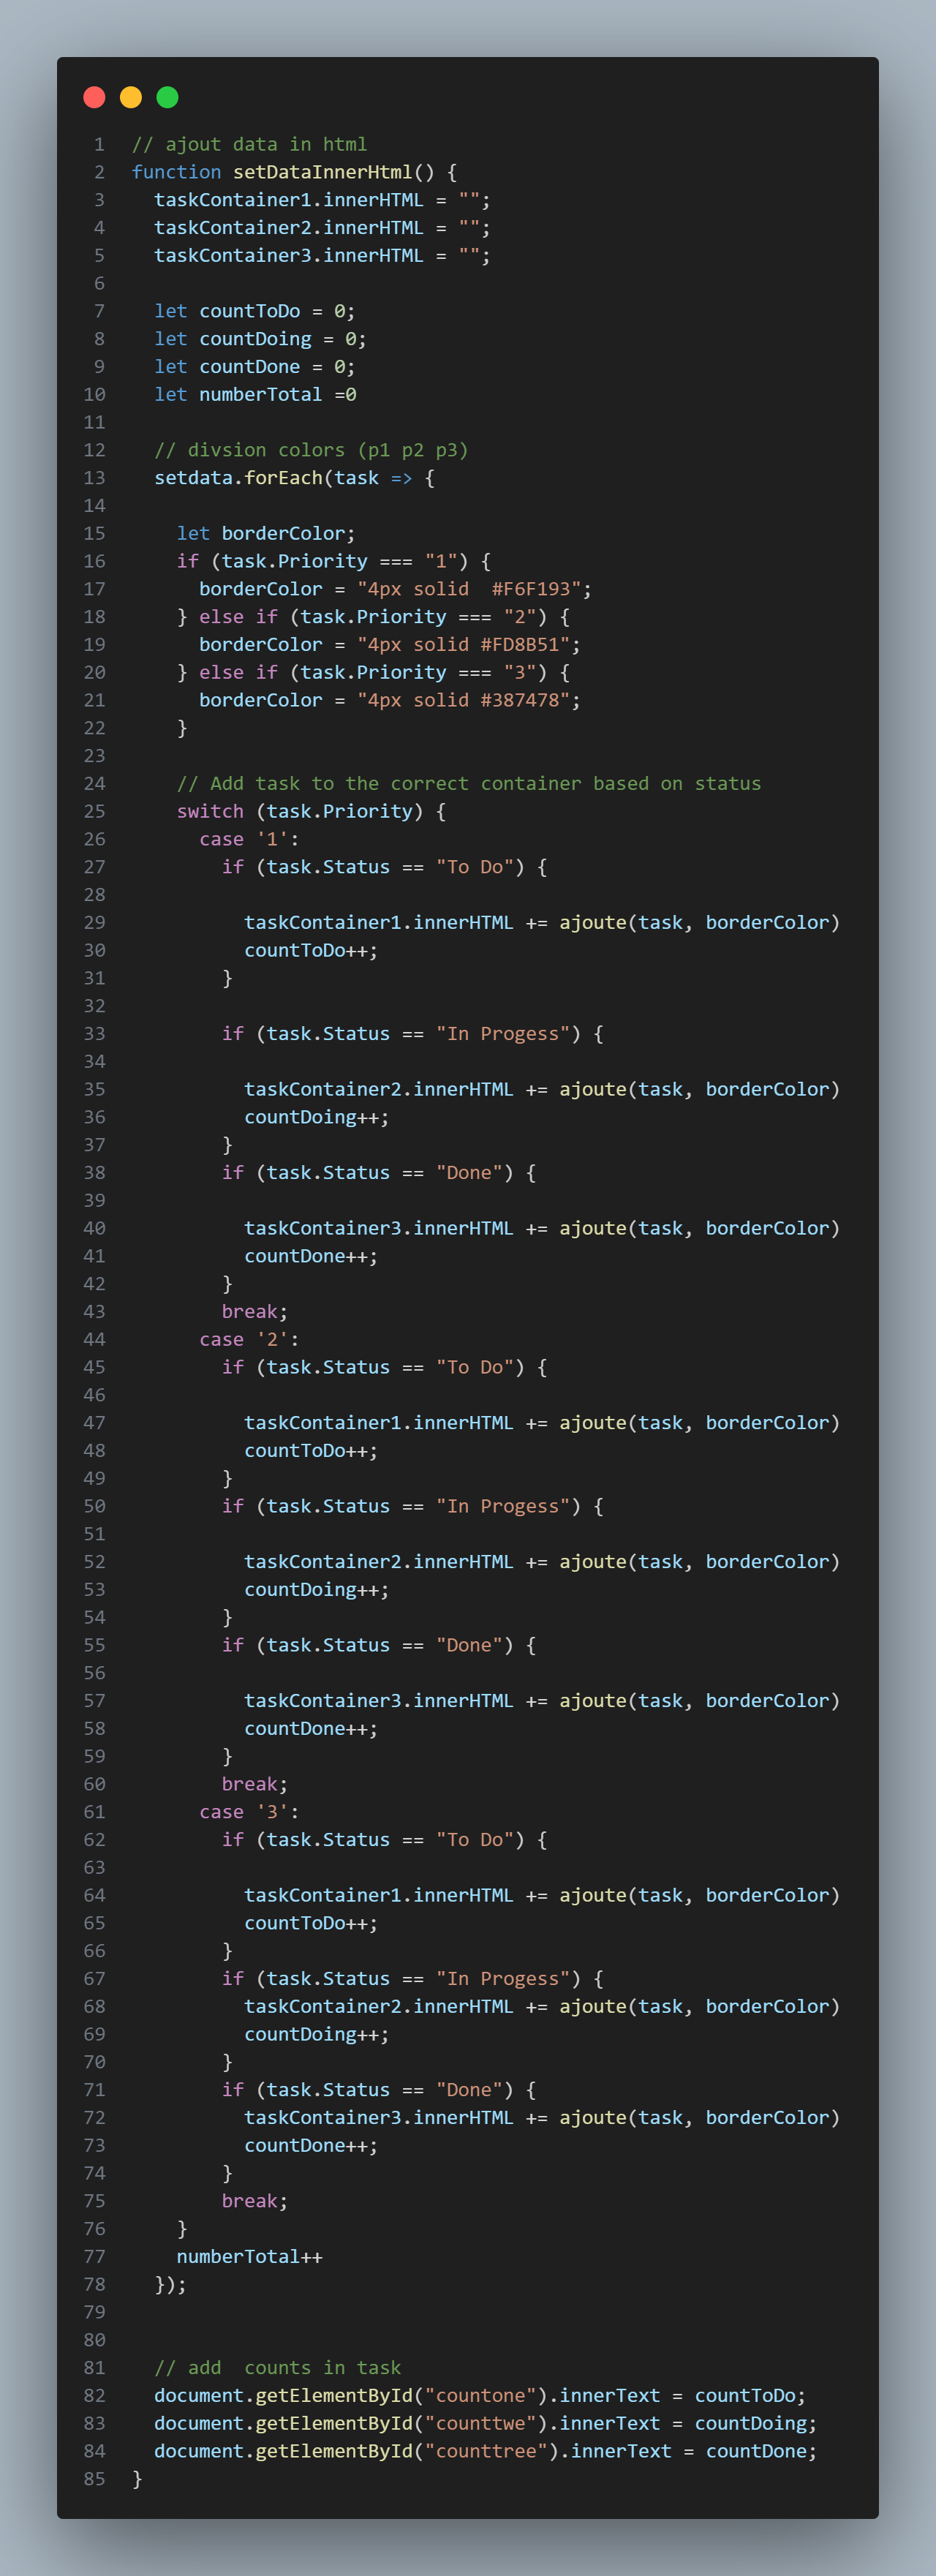 1 // ajout data in html
2 function setDataInnerHtml() {
3   taskContainer1.innerHTML = "";
4   taskContainer2.innerHTML = "";
5   taskContainer3.innerHTML = "";
6
7   let countToDo = 0;
8   let countDoing = 0;
9   let countDone = 0;
10   let numberTotal =0
11
12   // divsion colors (p1 p2 p3)
13   setdata.forEach(task => {
14
15     let borderColor;
16     if (task.Priority === "1") {
17       borderColor = "4px solid  #F6F193";
18     } else if (task.Priority === "2") {
19       borderColor = "4px solid #FD8B51";
20     } else if (task.Priority === "3") {
21       borderColor = "4px solid #387478";
22     }
23
24     // Add task to the correct container based on status
25     switch (task.Priority) {
26       case '1':
27         if (task.Status == "To Do") {
28
29           taskContainer1.innerHTML += ajoute(task, borderColor)
30           countToDo++;
31         }
32
33         if (task.Status == "In Progess") {
34
35           taskContainer2.innerHTML += ajoute(task, borderColor)
36           countDoing++;
37         }
38         if (task.Status == "Done") {
39
40           taskContainer3.innerHTML += ajoute(task, borderColor)
41           countDone++;
42         }
43         break;
44       case '2':
45         if (task.Status == "To Do") {
46
47           taskContainer1.innerHTML += ajoute(task, borderColor)
48           countToDo++;
49         }
50         if (task.Status == "In Progess") {
51
52           taskContainer2.innerHTML += ajoute(task, borderColor)
53           countDoing++;
54         }
55         if (task.Status == "Done") {
56
57           taskContainer3.innerHTML += ajoute(task, borderColor)
58           countDone++;
59         }
60         break;
61       case '3':
62         if (task.Status == "To Do") {
63
64           taskContainer1.innerHTML += ajoute(task, borderColor)
65           countToDo++;
66         }
67         if (task.Status == "In Progess") {
68           taskContainer2.innerHTML += ajoute(task, borderColor)
69           countDoing++;
70         }
71         if (task.Status == "Done") {
72           taskContainer3.innerHTML += ajoute(task, borderColor)
73           countDone++;
74         }
75         break;
76     }
77     numberTotal++
78   });
79
80
81   // add  counts in task
82   document.getElementById("countone").innerText = countToDo;
83   document.getElementById("counttwe").innerText = countDoing;
84   document.getElementById("counttree").innerText = countDone;
85 }